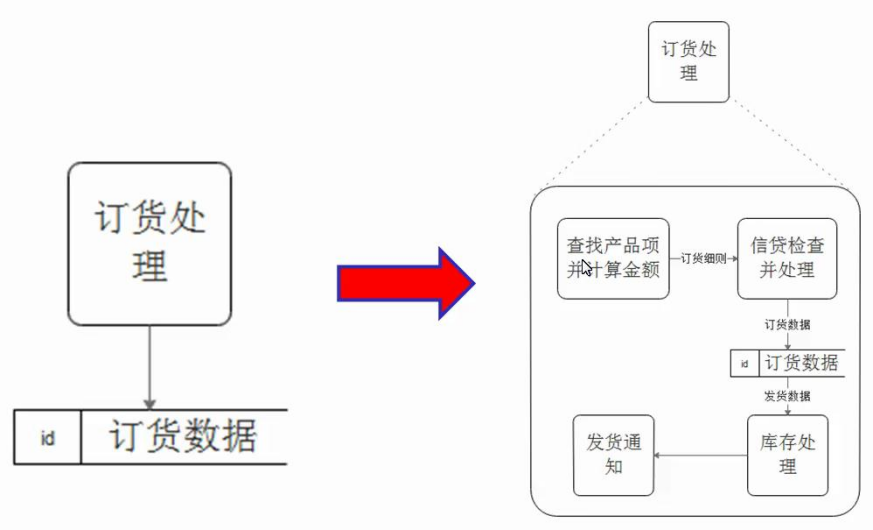 订货处
理
id
订货数据
订货处
理
查找产品项
并计算金额
订货细则
信贷检查
并处理
订货数据
id
订货数据
发货数据
发货通
知
库存处
理